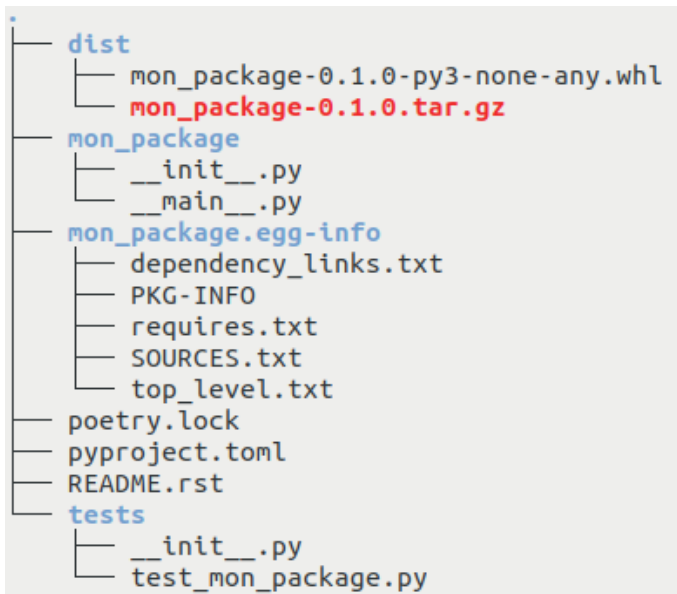 .
dist
mon_package-0.1.0-py3-none-any.whl
mon_package-0.1.0.tar.gz
mon_package
__init__.py
__main__.py
mon_package.egg-info
dependency_links.txt
PKG-INFO
requires.txt
SOURCES.txt
top_level.txt
poetry.lock
pyproject.toml
README.rst
tests
__init__.py
test_mon_package.py